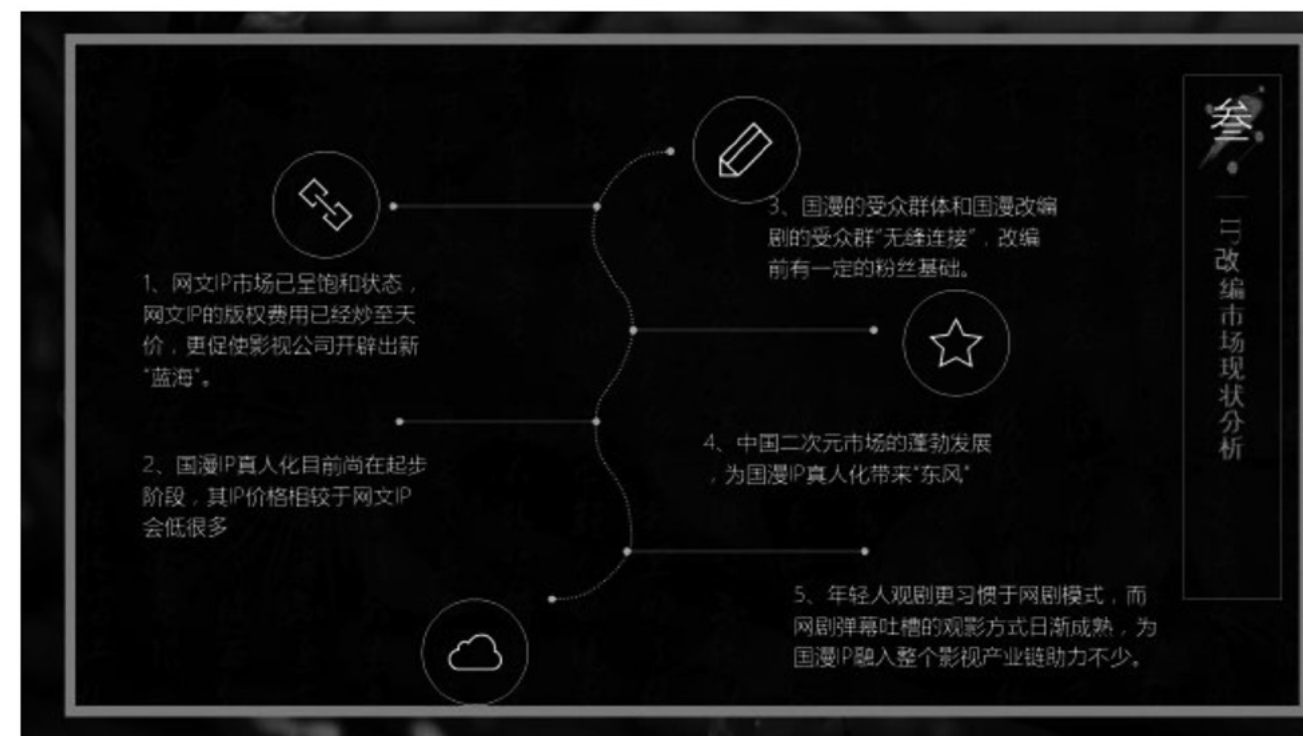 叁
IP改编市场现状分析
1、网文IP市场已呈饱和状态，
网文IP的版权费用已经炒至天
价，更促使影视公司开辟出新
“蓝海”。
2、国漫IP真人化目前尚在起步
阶段，其IP价格相较于网文IP
会低很多
3、国漫的受众群体和国漫改编
剧的受众群“无缝连接”，改编
前有一定的粉丝基础。
4、中国二次元市场的蓬勃发展
，为国漫IP真人化带来“东风”
5、年轻人观剧更习惯于网剧模式，而
网剧弹幕吐槽的观影方式日渐成熟，为
国漫IP融入整个影视产业链助力不少。